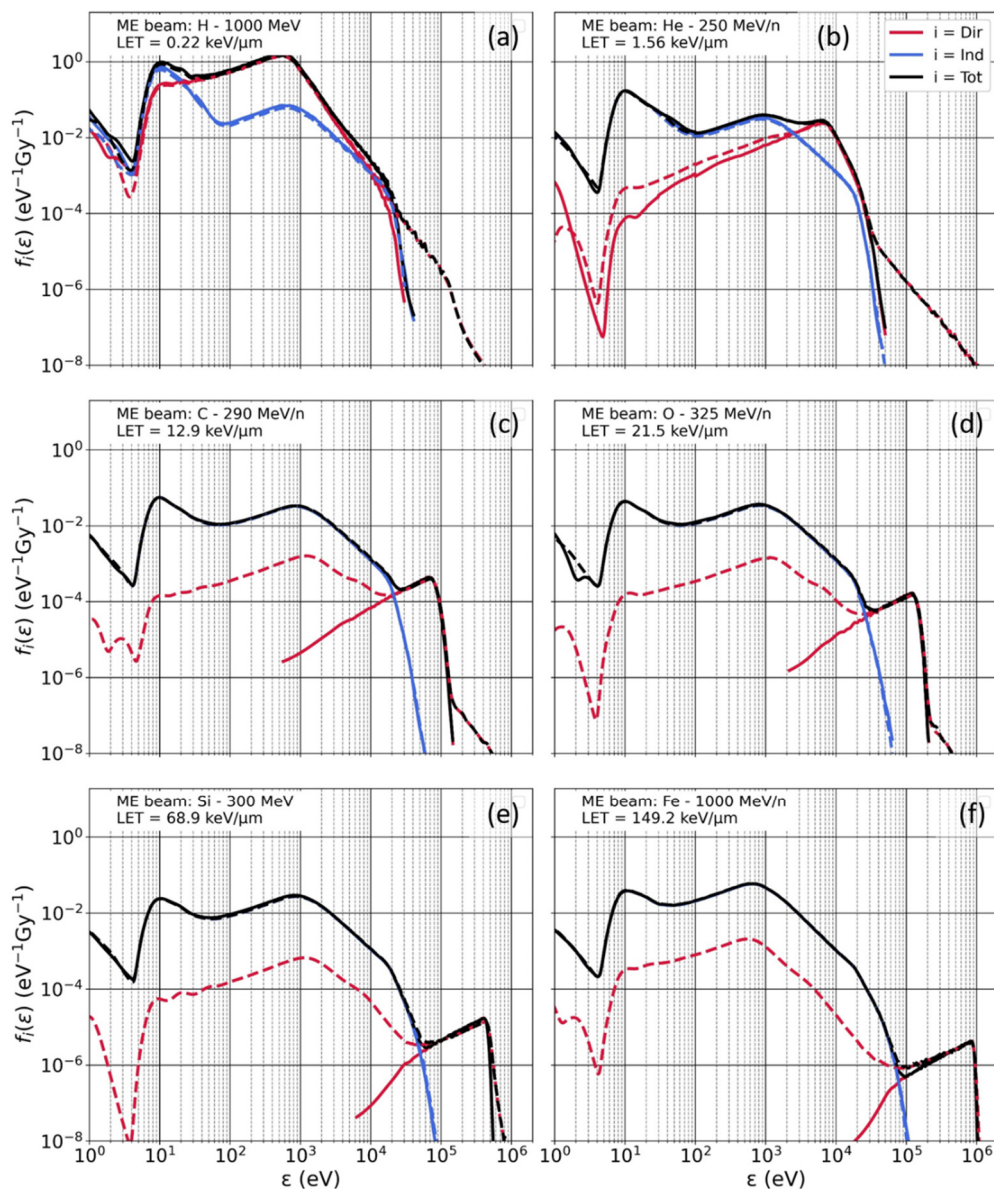 ME beam: H - 1000 MeV
LET = 0.22 keV/μm
(a)
ME beam: He - 250 MeV/n
LET = 1.56 keV/μm
(b)
i = Dir
i = Ind
i = Tot
10⁰
10⁻²
10⁻⁴
10⁻⁶
10⁻⁸
fᵢ(ε) (eV⁻¹Gy⁻¹)
ME beam: C - 290 MeV/n
LET = 12.9 keV/μm
(c)
ME beam: O - 325 MeV/n
LET = 21.5 keV/μm
(d)
10⁰
10⁻²
10⁻⁴
10⁻⁶
10⁻⁸
fᵢ(ε) (eV⁻¹Gy⁻¹)
ME beam: Si - 300 MeV
LET = 68.9 keV/μm
(e)
ME beam: Fe - 1000 MeV/n
LET = 149.2 keV/μm
(f)
10⁰
10⁻²
10⁻⁴
10⁻⁶
10⁻⁸
fᵢ(ε) (eV⁻¹Gy⁻¹)
10⁰ 10¹ 10² 10³ 10⁴ 10⁵ 10⁶
ε (eV)
10⁰ 10¹ 10² 10³ 10⁴ 10⁵ 10⁶
ε (eV)